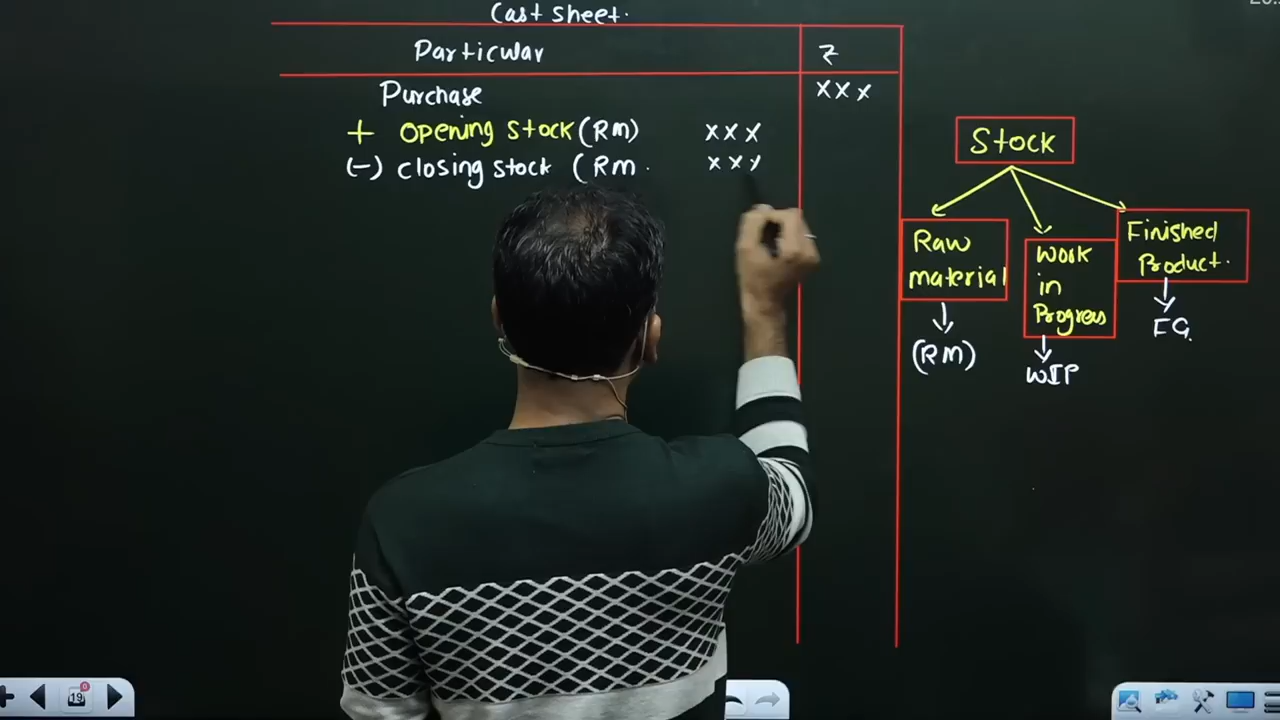 Cost Sheet.
Particular ₹
Purchase xxx
+ Opening Stock (RM) xxx
(-) Closing Stock (RM. xxx
Stock
Raw material
Work in Progress
Finished Product.
(RM)
WIP
FG.
19